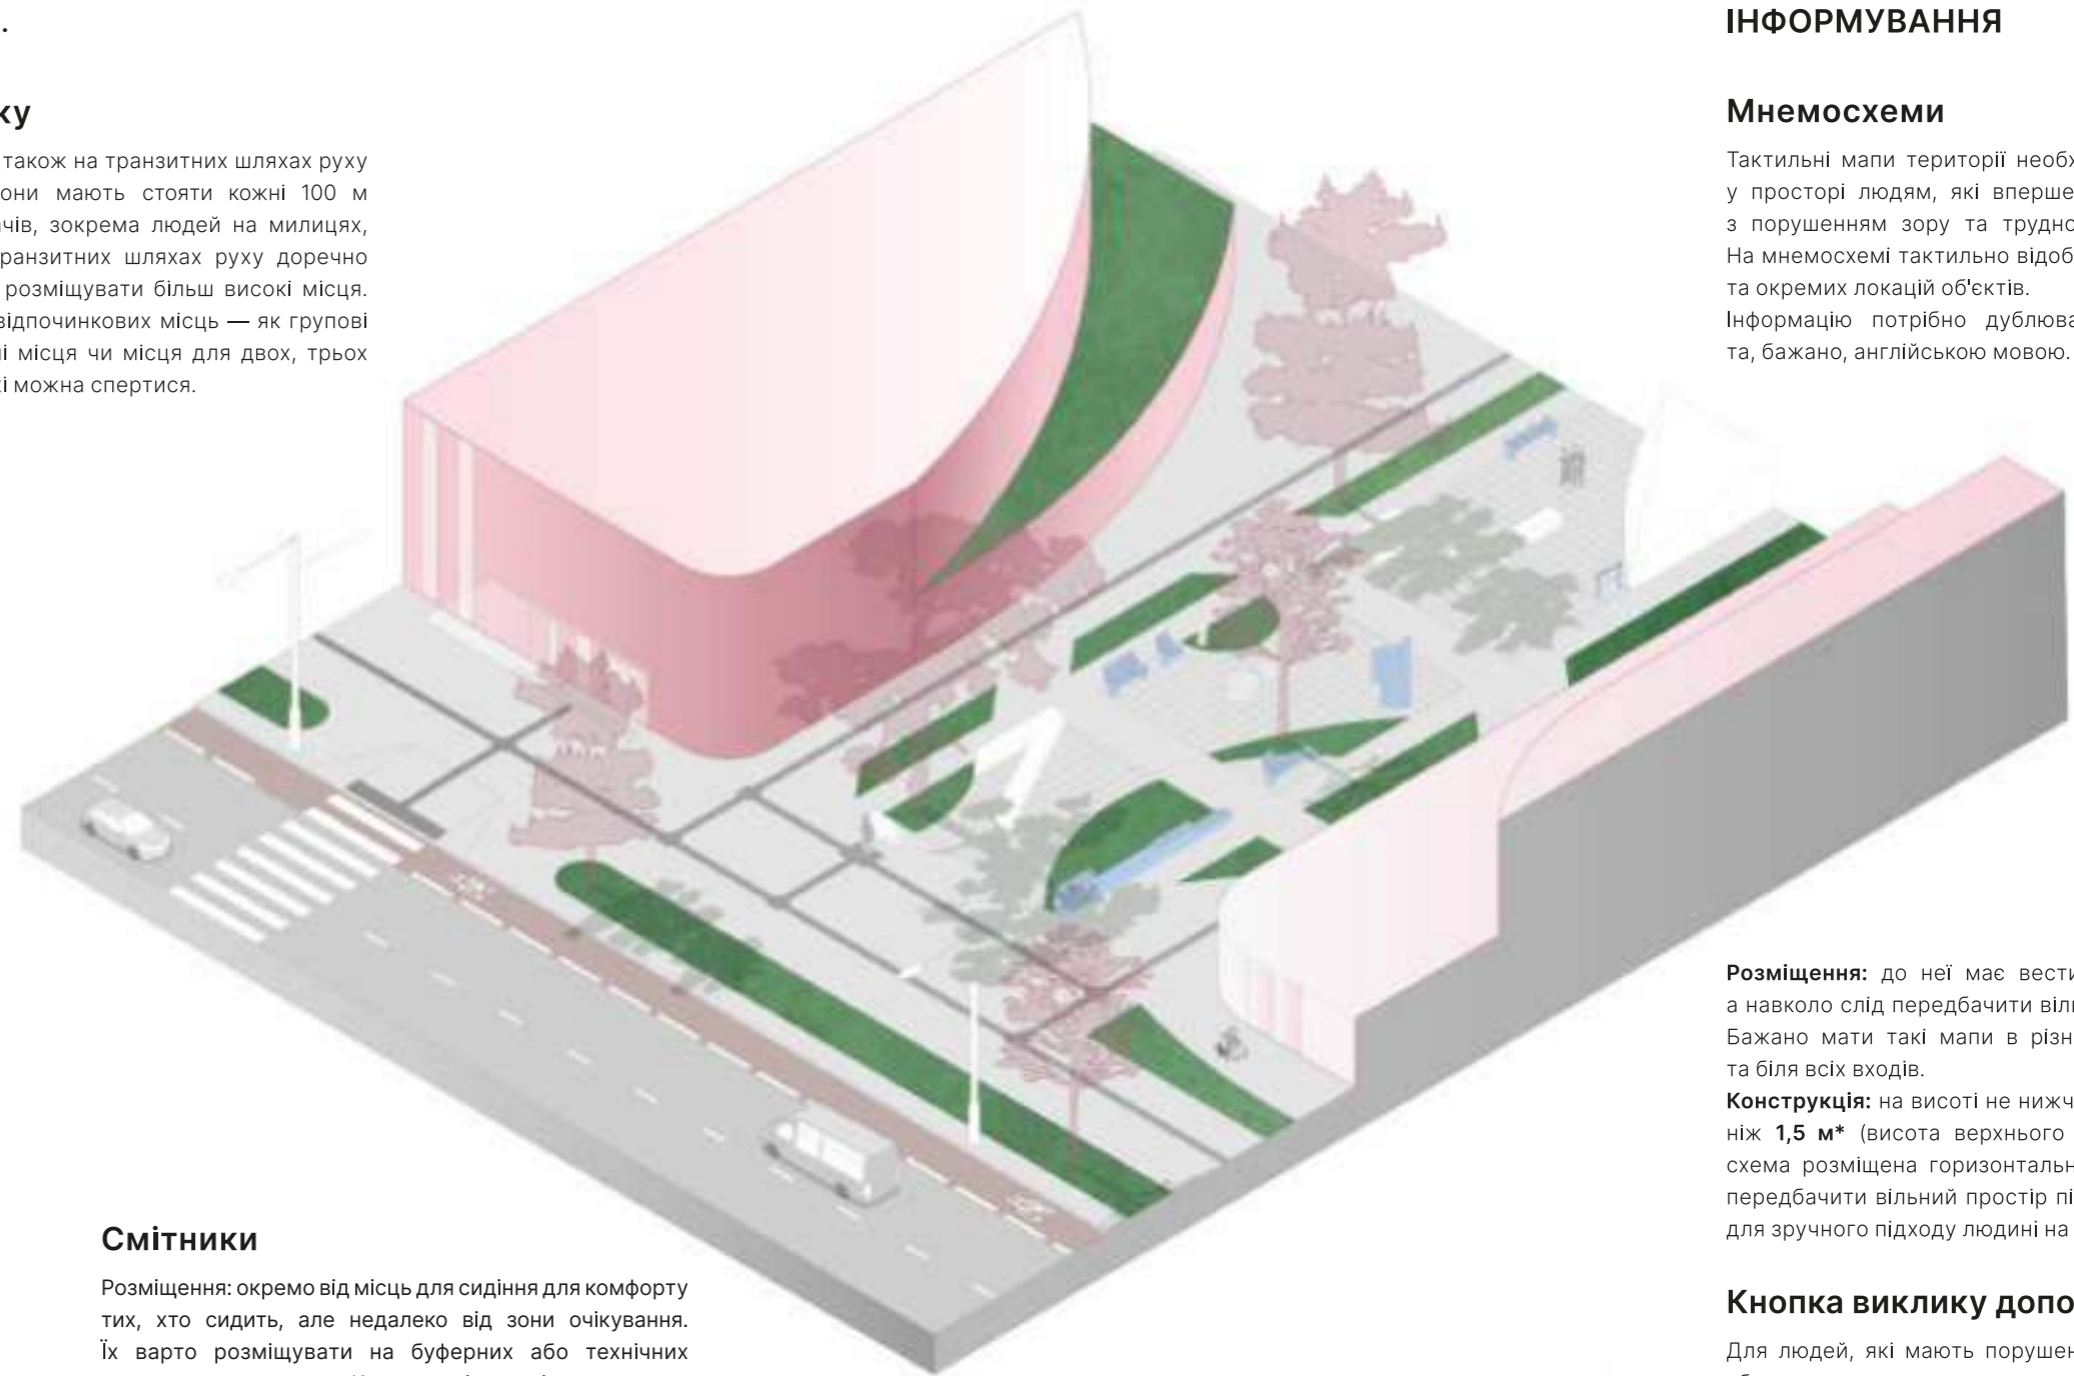 .
ку
також на транзитних шляхах руху
они мають стояти кожні 100 м
ачів, зокрема людей на милицях,
ранзитних шляхах руху доречно
розміщувати більш високі місця.
відпочинкових місць — як групові
і місця чи місця для двох, трьох
кі можна спертися.
Смітники
Розміщення: окремо від місць для сидіння для комфорту
тих, хто сидить, але недалеко від зони очікування.
Їх варто розміщувати на буферних або технічних
ІНФОРМУВАННЯ
Мнемосхеми
Тактильні мапи території необх
у просторі людям, які вперше
з порушенням зору та трудно
На мнемосхемі тактильно відоб
та окремих локацій об'єктів.
Інформацію потрібно дублюва
та, бажано, англійською мовою.
Розміщення: до неї має вести
а навколо слід передбачити віль
Бажано мати такі мапи в різн
та біля всіх входів.
Конструкція: на висоті не нижч
ніж 1,5 м* (висота верхнього
схема розміщена горизонтальн
передбачити вільний простір пі
для зручного підходу людині на
Кнопка виклику допо
Для людей, які мають порушен